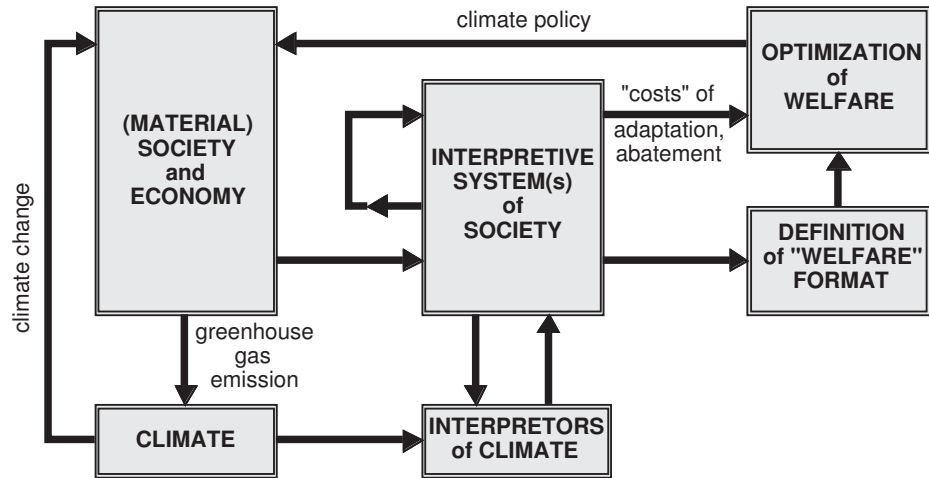 climate policy
OPTIMIZATION
of
WELFARE
(MATERIAL)
SOCIETY
and
ECONOMY
INTERPRETIVE
SYSTEM(s)
of
SOCIETY
"costs" of
adaptation,
abatement
climate change
DEFINITION
of "WELFARE"
FORMAT
greenhouse
gas
emission
CLIMATE
INTERPRETORS
of CLIMATE